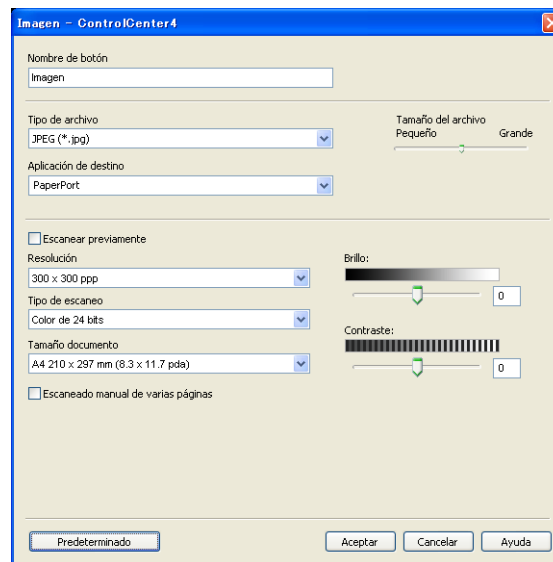 Imagen - ControlCenter4
Nombre de botón
Imagen
Tipo de archivo
JPEG (*.jpg)
Tamaño del archivo
Pequeño Grande
Aplicación de destino
PaperPort
Escanear previamente
Resolución
300 x 300 ppp
Tipo de escaneo
Color de 24 bits
Tamaño documento
A4 210 x 297 mm (8.3 x 11.7 pda)
Escaneado manual de varias páginas
Brillo:
0
Contraste:
0
Predeterminado Aceptar Cancelar Ayuda